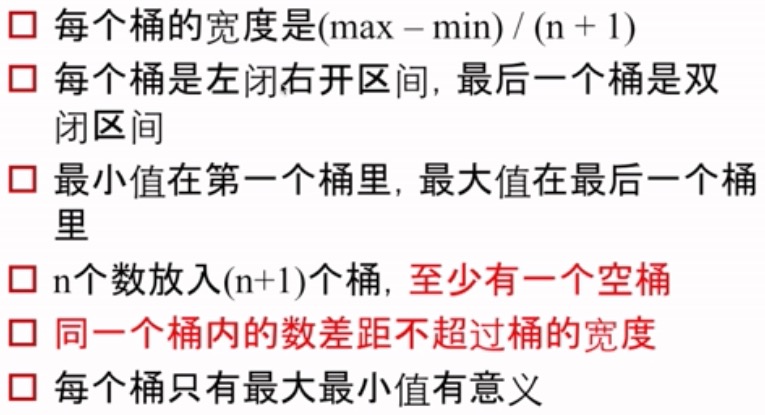 每个桶的宽度是(max – min) / (n + 1)
每个桶是左闭右开区间, 最后一个桶是双
闭区间
最小值在第一个桶里, 最大值在最后一个桶
里
n个数放入(n+1)个桶, 至少有一个空桶
同一个桶内的数差距不超过桶的宽度
每个桶只有最大最小值有意义